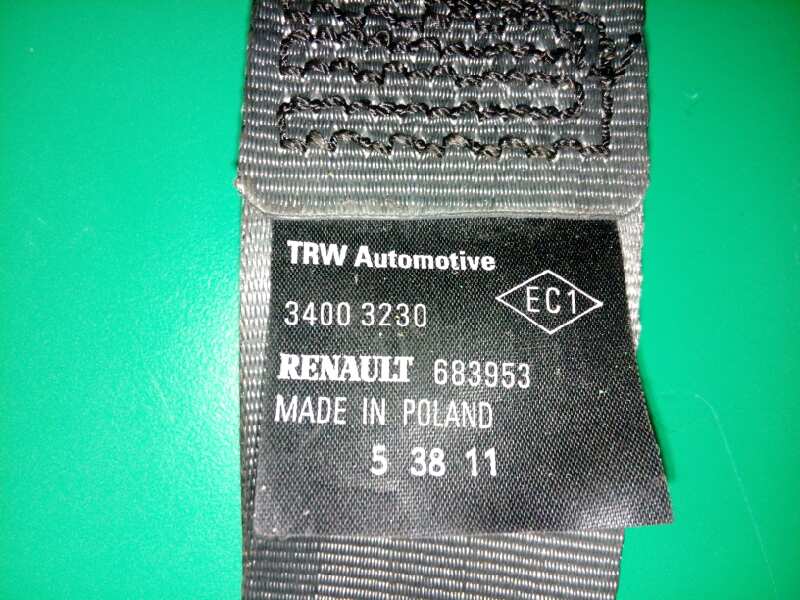 TRW Automotive
3400 3230 EC1
RENAULT 683953
MADE IN POLAND
5 38 11